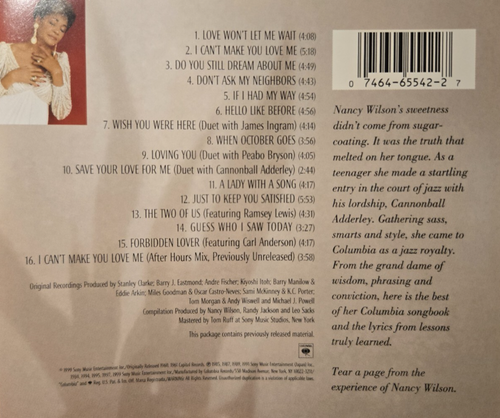 1. LOVE WON'T LET ME WAIT (4:08)
2. I CAN'T MAKE YOU LOVE ME (5:18)
3. DO YOU STILL DREAM ABOUT ME (4:49)
4. DON'T ASK MY NEIGHBORS (4:43)
5. IF I HAD MY WAY (4:54)
6. HELLO LIKE BEFORE (4:56)
7. WISH YOU WERE HERE (Duet with James Ingram) (4:14)
8. WHEN OCTOBER GOES (3:56)
9. LOVING YOU (Duet with Peabo Bryson) (4:05)
10. SAVE YOUR LOVE FOR ME (Duet with Cannonball Adderley) (2:44)
11. A LADY WITH A SONG (4:17)
12. JUST TO KEEP YOU SATISFIED (5:53)
13. THE TWO OF US (Featuring Ramsey Lewis) (4:31)
14. GUESS WHO I SAW TODAY (3:27)
15. FORBIDDEN LOVER (Featuring Carl Anderson) (4:17)
16. I CAN'T MAKE YOU LOVE ME (After Hours Mix, Previously Unreleased) (3:58)
Original Recordings Produced by Stanley Clarke; Barry J. Eastmond; Andre Fischer; Kiyoshi Itoh; Barry Manilow &
Eddie Arkin; Miles Goodman & Oscar Castro-Neves; Sami McKinney & K.C. Porter;
Tom Morgan & Andy Wiswell and Michael J. Powell
Compilation Produced by Nancy Wilson, Randy Jackson and Leo Sacks
Mastered by Tom Ruff at Sony Music Studios, New York
This package contains previously released material.
COLUMBIA
0 7464-65542-2 7
Nancy Wilson's sweetness
didn't come from sugar-
coating. It was the truth that
melted on her tongue. As a
teenager she made a startling
entry in the court of jazz with
his lordship, Cannonball
Adderley. Gathering sass,
smarts and style, she came to
Columbia as a jazz royalty.
From the grand dame of
wisdom, phrasing and
conviction, here is the best
of her Columbia songbook
and the lyrics from lessons
truly learned.
Tear a page from the
experience of Nancy Wilson.